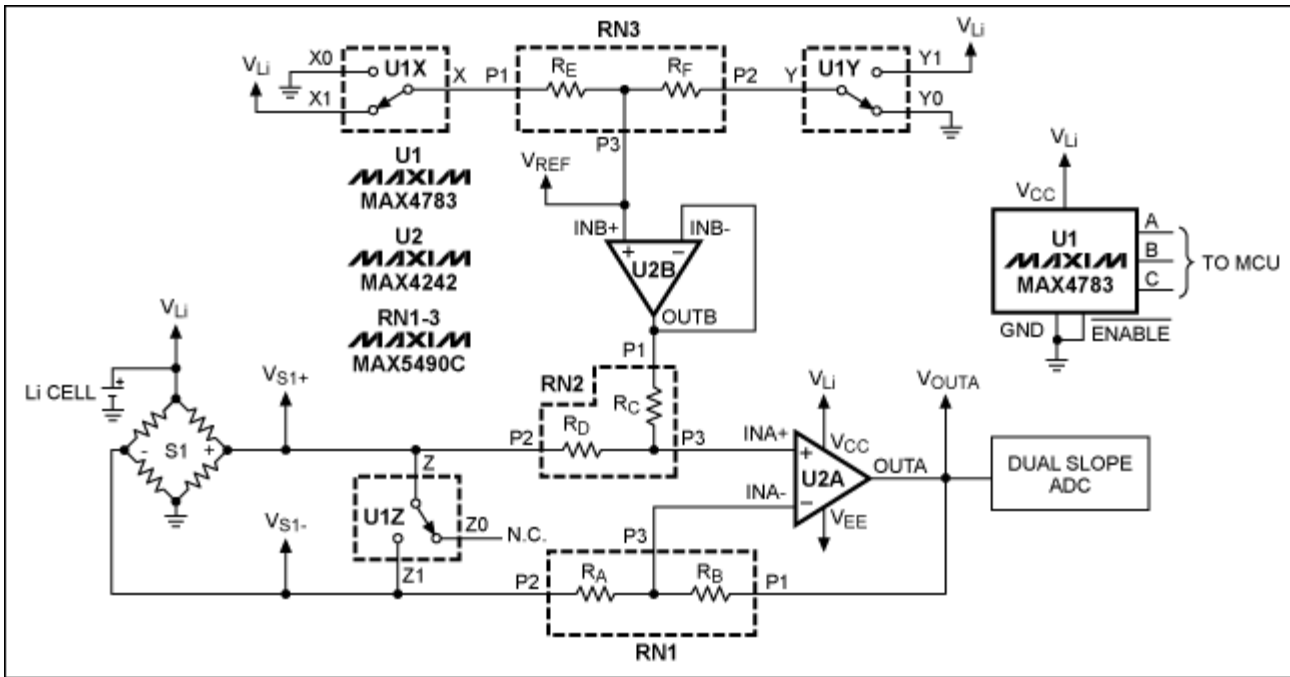 RN3
VLi
X0
U1X
X
P1
RE
RF
P2
Y
U1Y
Y1
VLi
X1
Y0
P3
U1
MAXIM
MAX4783
VREF
INB+
INB-
+
−
U2B
OUTB
U2
MAXIM
MAX4242
RN1-3
MAXIM
MAX5490C
VLi
VCC
U1
MAXIM
MAX4783
A
B
C
TO MCU
GND
ENABLE
VLi
Li CELL
+
VS1+
-
S1
+
P1
RN2
RC
P2
RD
P3
VLi
INA+
+
VCC
U2A
OUTA
INA-
−
VEE
VOUTA
DUAL SLOPE
ADC
Z
U1Z
Z0
N.C.
Z1
VS1-
P3
P2
RA
RB
P1
RN1